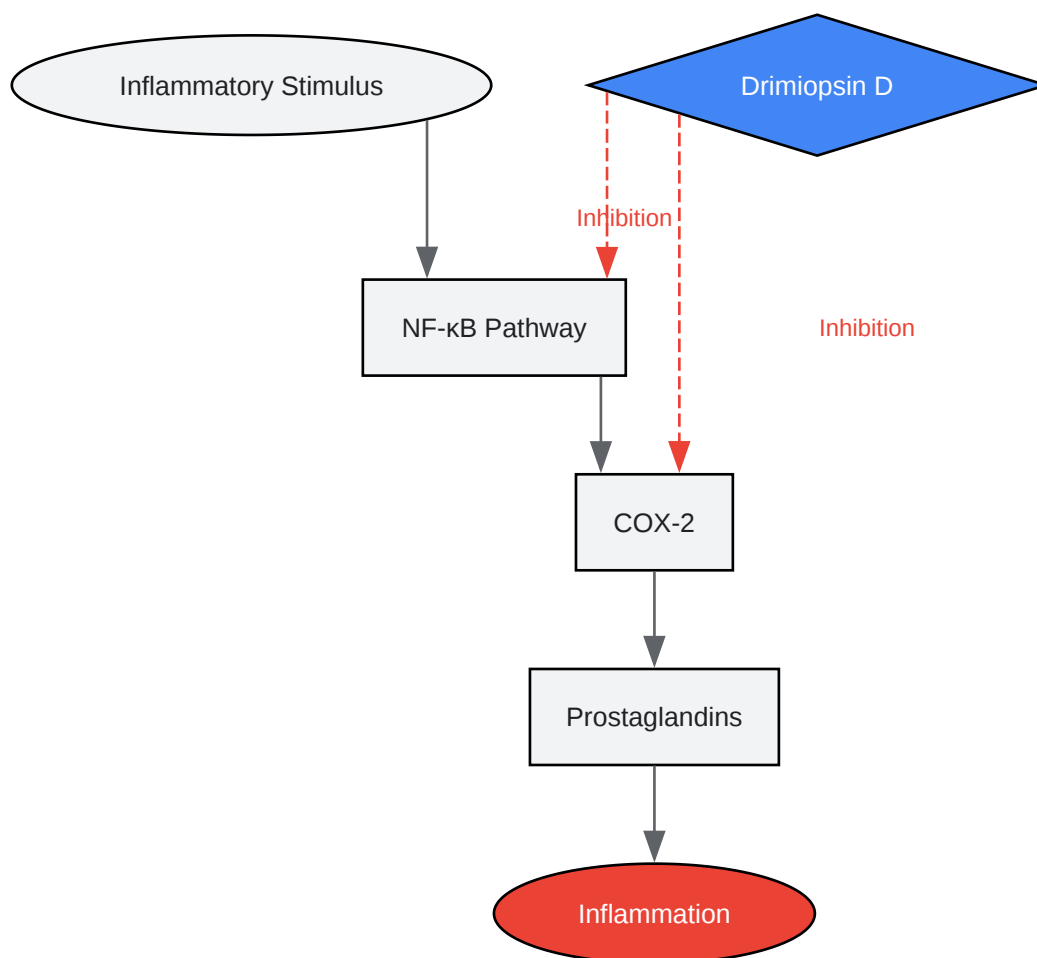 Inflammatory Stimulus
Drimiopsin D
Inhibition
NF-κB Pathway
Inhibition
COX-2
Prostaglandins
Inflammation